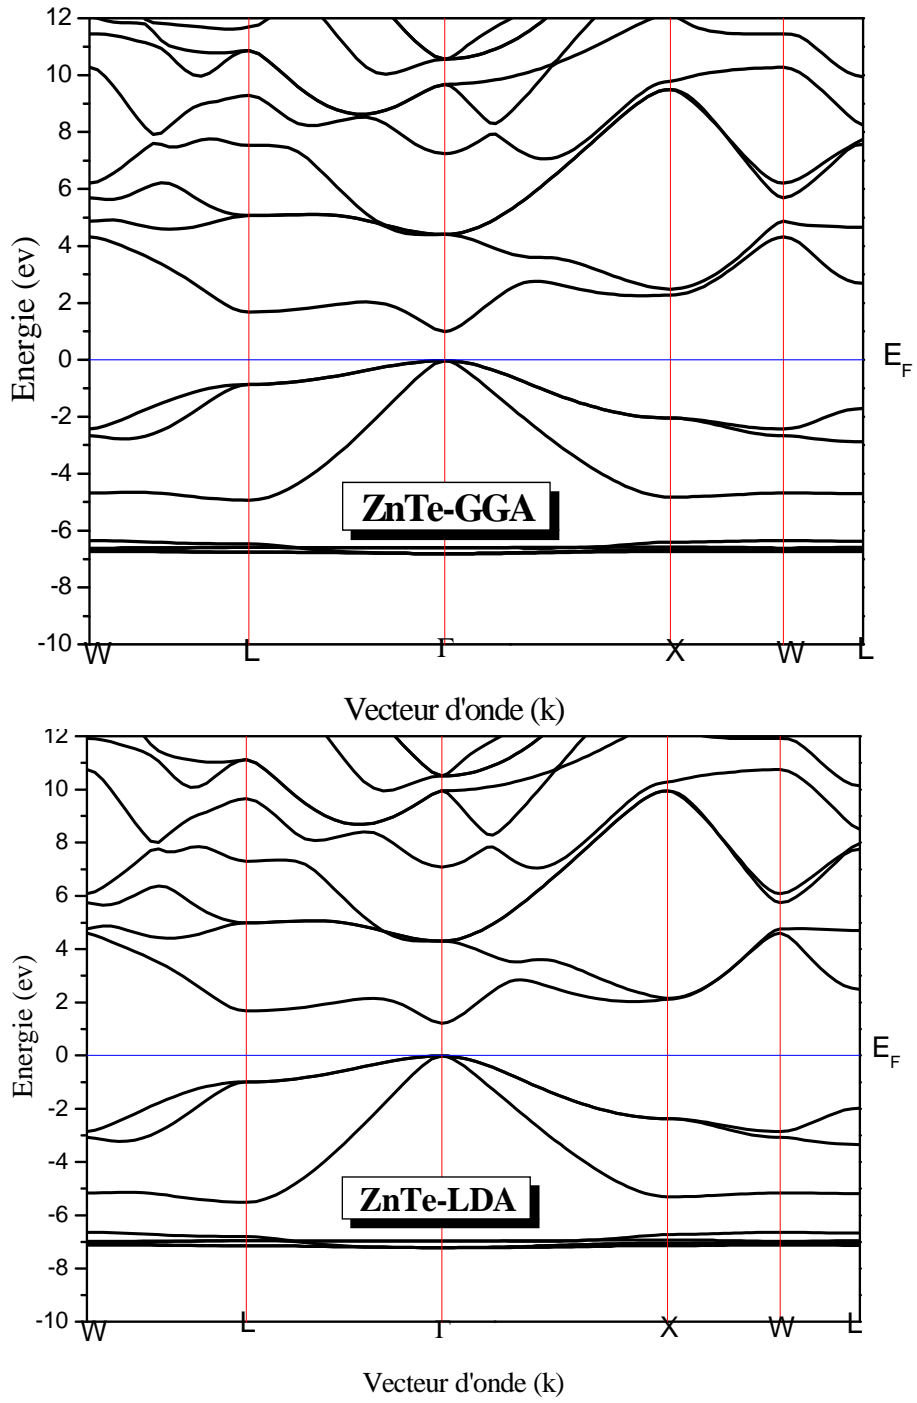 12
10
8
6
4
2
0
-2
-4
-6
-8
-10
Energie (ev)
E_F
ZnTe-GGA
W L Γ X W L
Vecteur d'onde (k)
12
10
8
6
4
2
0
-2
-4
-6
-8
-10
Energie (ev)
E_F
ZnTe-LDA
W L Γ X W L
Vecteur d'onde (k)